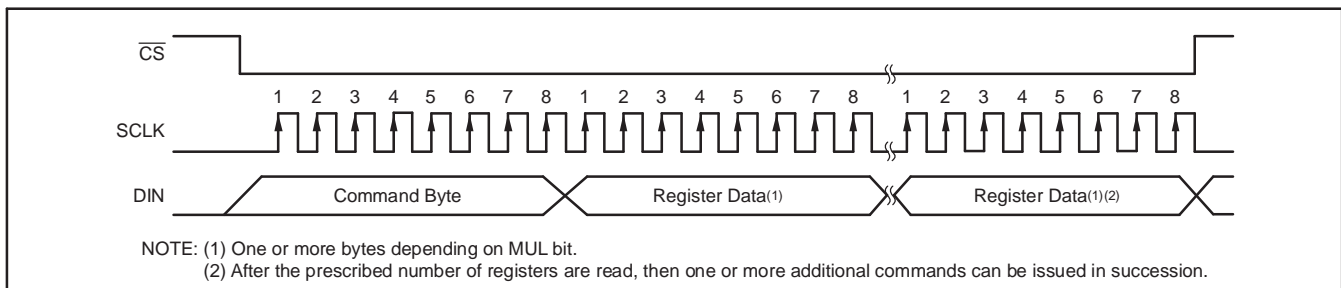 CS
1 2 3 4 5 6 7 8 1 2 3 4 5 6 7 8 1 2 3 4 5 6 7 8
SCLK
DIN Command Byte Register Data(1) Register Data(1)(2)
NOTE: (1) One or more bytes depending on MUL bit.
(2) After the prescribed number of registers are read, then one or more additional commands can be issued in succession.